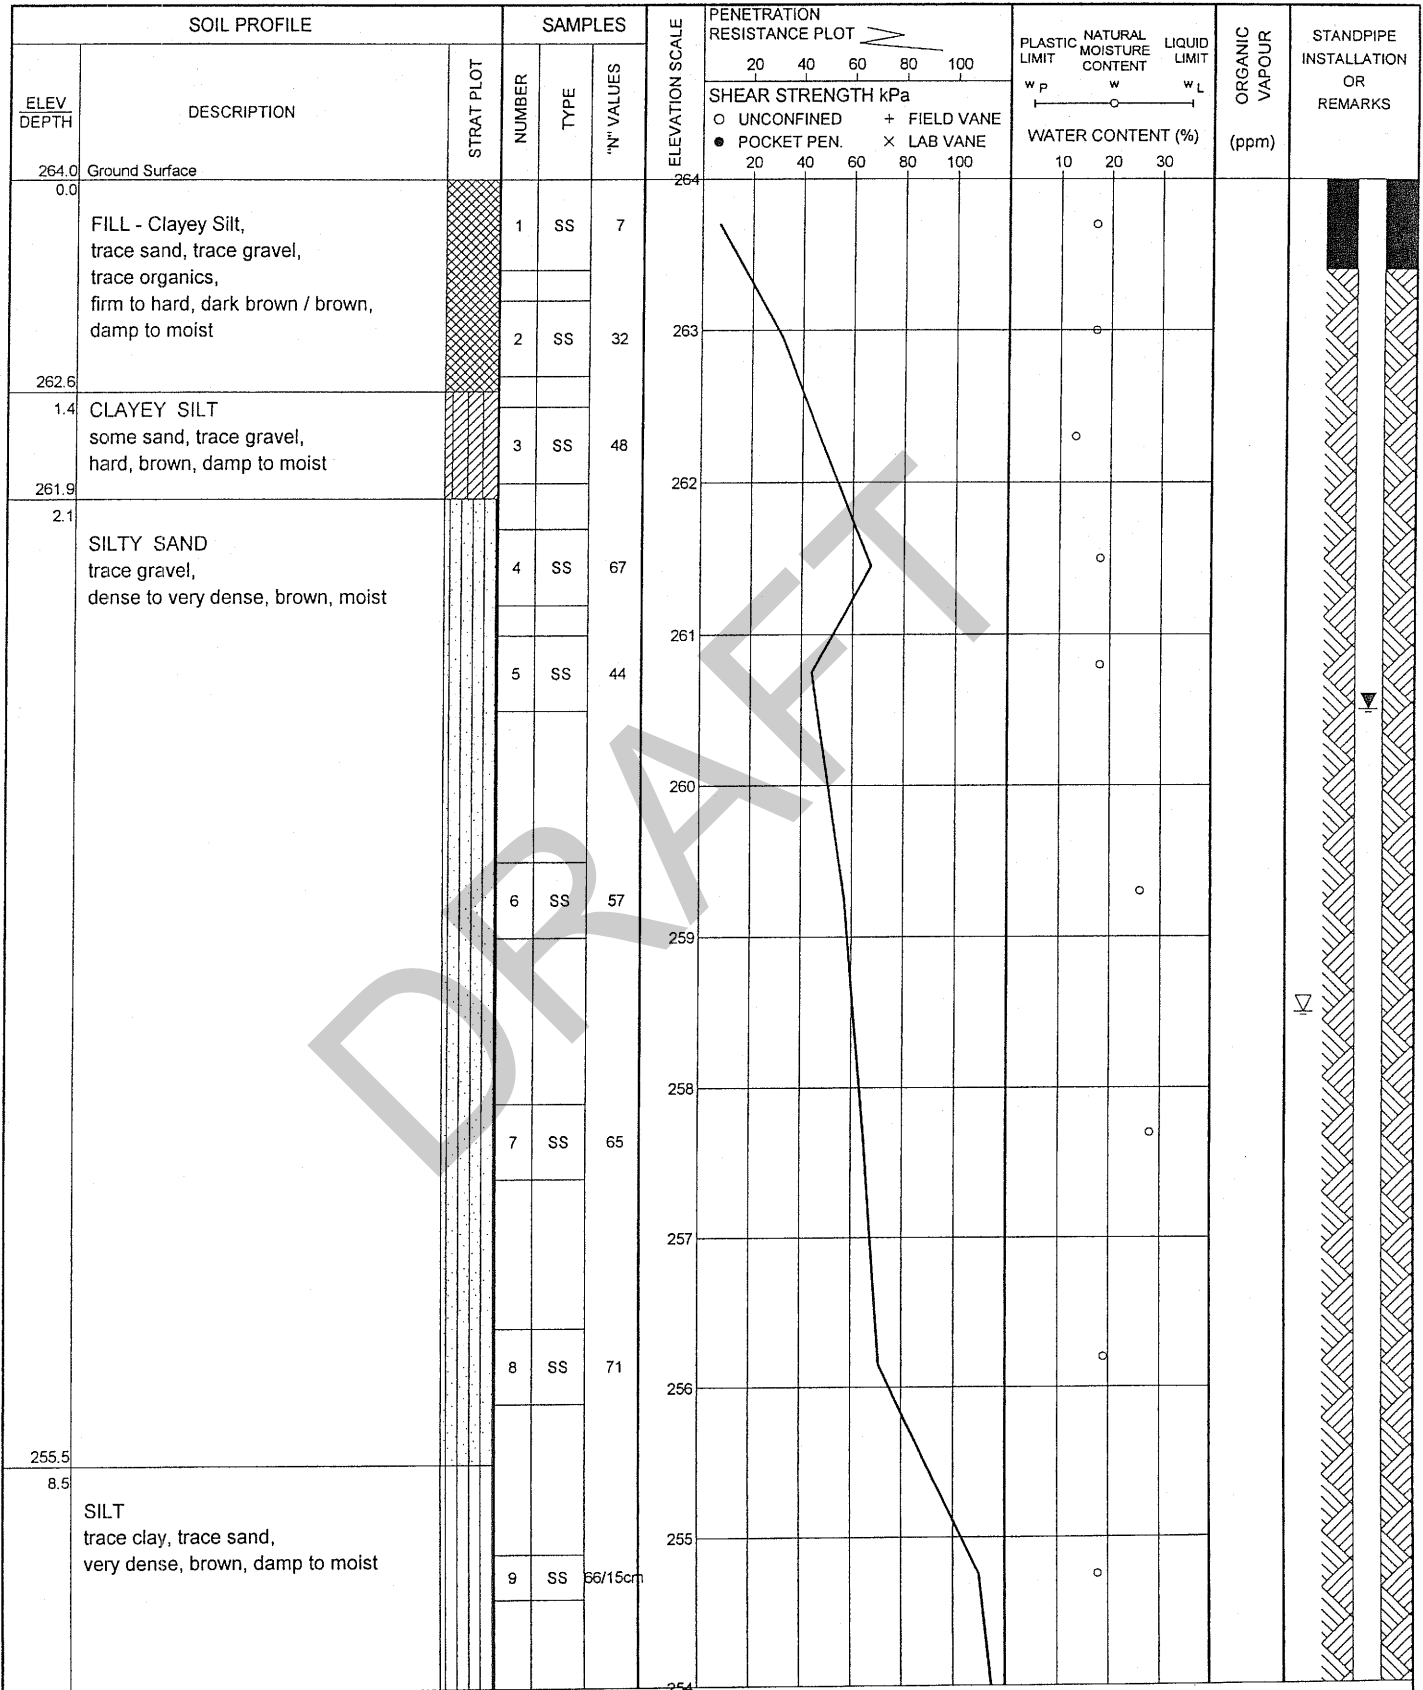 SOIL PROFILE
SAMPLES
ELEV
DEPTH
DESCRIPTION
STRAT PLOT
NUMBER
TYPE
"N" VALUES
ELEVATION SCALE
PENETRATION
RESISTANCE PLOT
20 40 60 80 100
SHEAR STRENGTH kPa
UNCONFINED + FIELD VANE
POCKET PEN. × LAB VANE
20 40 60 80 100
PLASTIC LIMIT
NATURAL MOISTURE CONTENT
LIQUID LIMIT
W P W W L
WATER CONTENT (%)
10 20 30
ORGANIC VAPOUR
(ppm)
STANDPIPE
INSTALLATION
OR
REMARKS
264.0 Ground Surface
0.0
264
FILL - Clayey Silt,
trace sand, trace gravel,
trace organics,
firm to hard, dark brown / brown,
damp to moist
1 SS 7
263
2 SS 32
262.6
1.4
CLAYEY SILT
some sand, trace gravel,
hard, brown, damp to moist
3 SS 48
262
261.9
2.1
SILTY SAND
trace gravel,
dense to very dense, brown, moist
4 SS 67
261
5 SS 44
260
6 SS 57
259
258
7 SS 65
257
8 SS 71
256
255.5
8.5
SILT
trace clay, trace sand,
very dense, brown, damp to moist
255
9 SS 66/15cm
254
DRAFT